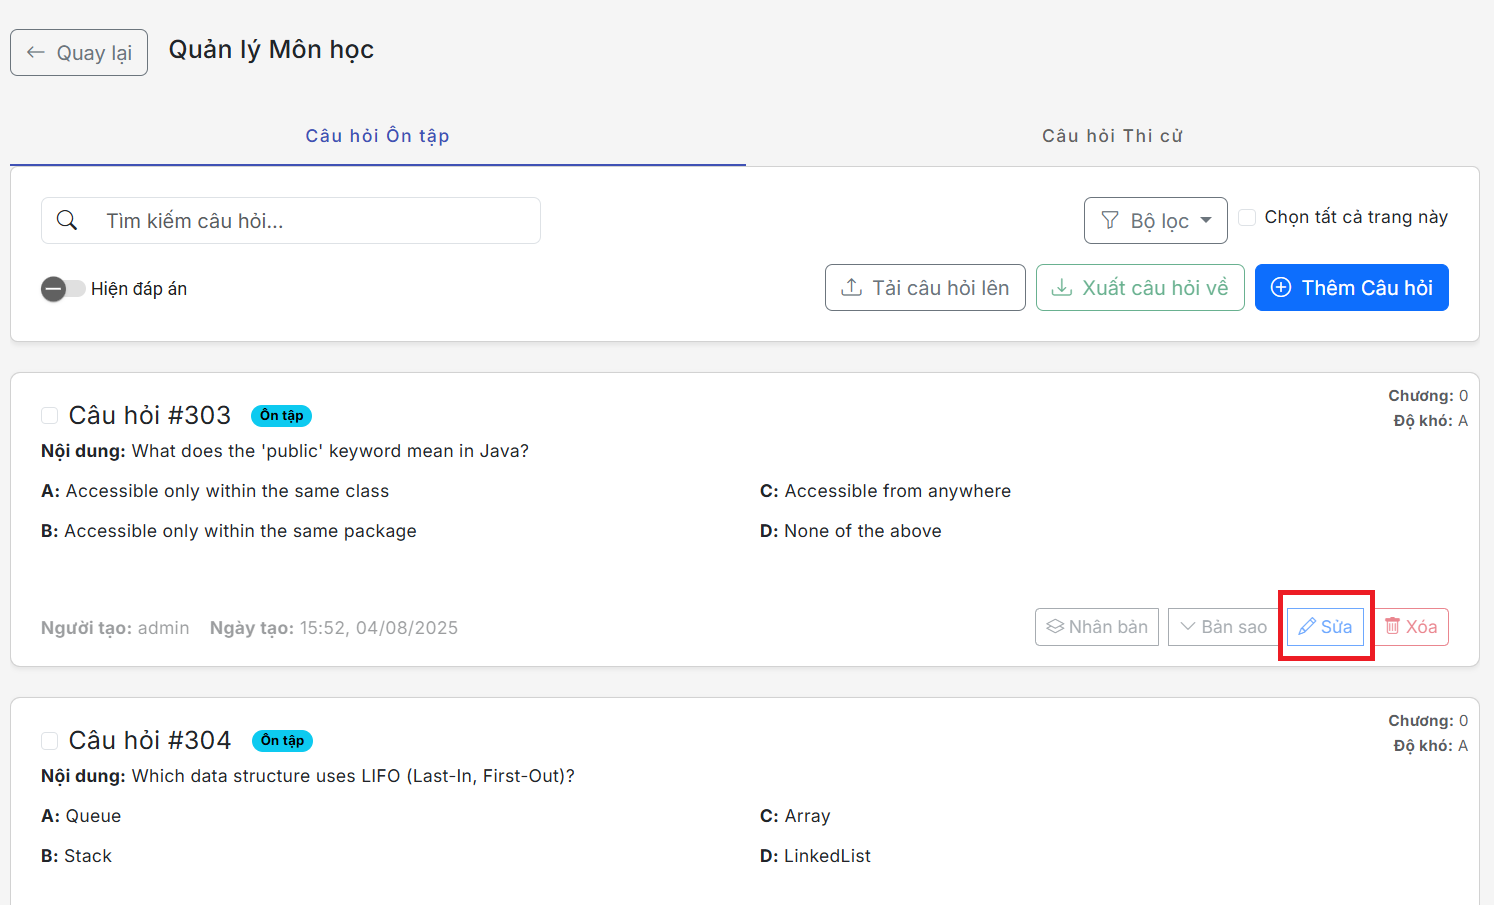 Quay lại
Quản lý Môn học
Câu hỏi Ôn tập
Câu hỏi Thi cử
Tìm kiếm câu hỏi...
Bộ lọc
Chọn tất cả trang này
Hiện đáp án
Tải câu hỏi lên
Xuất câu hỏi về
Thêm Câu hỏi
Câu hỏi #303 Ôn tập
Chương: 0
Độ khó: A
Nội dung: What does the 'public' keyword mean in Java?
A: Accessible only within the same class
C: Accessible from anywhere
B: Accessible only within the same package
D: None of the above
Người tạo: admin Ngày tạo: 15:52, 04/08/2025
Nhân bản
Bản sao
Sửa
Xóa
Câu hỏi #304 Ôn tập
Chương: 0
Độ khó: A
Nội dung: Which data structure uses LIFO (Last-In, First-Out)?
A: Queue
C: Array
B: Stack
D: LinkedList